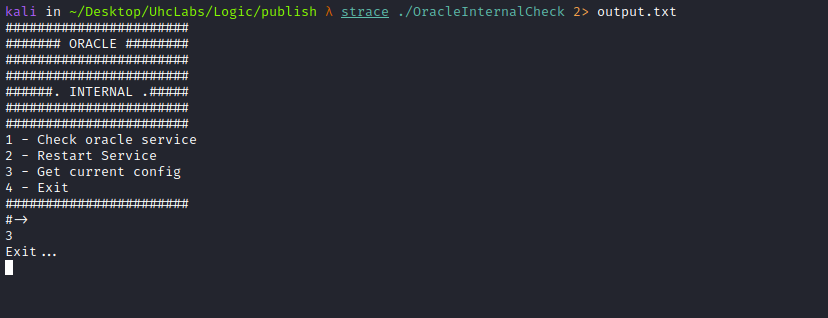 kali in ~/Desktop/UhcLabs/Logic/publish λ strace ./OracleInternalCheck 2> output.txt
#######################
####### ORACLE ########
#######################
#######################
######. INTERNAL .#####
#######################
#######################
1 - Check oracle service
2 - Restart Service
3 - Get current config
4 - Exit
#######################
#->
3
Exit...